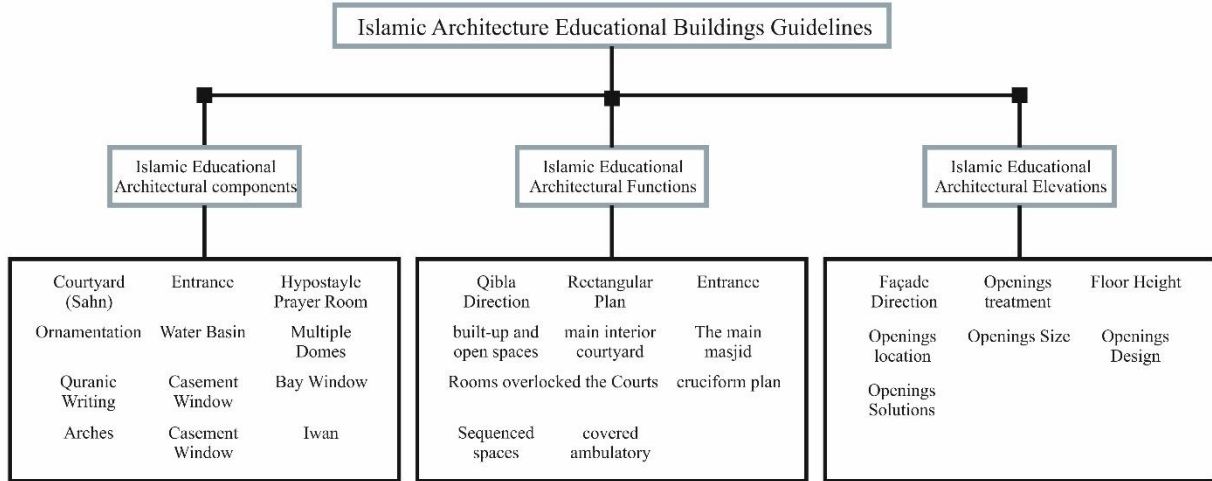 Islamic Architecture Educational Buildings Guidelines
Islamic Educational
Architectural components
Islamic Educational
Architectural Functions
Islamic Educational
Architectural Elevations
Courtyard
(Sahn)
Entrance
Hypostayle
Prayer Room
Ornamentation
Water Basin
Multiple
Domes
Quranic
Writing
Casement
Window
Bay Window
Arches
Casement
Window
Iwan
Qibla
Direction
Rectangular
Plan
Entrance
built-up and
open spaces
main interior
courtyard
The main
masjid
Rooms overlocked the Courts
cruciform plan
Sequenced
spaces
covered
ambulatory
Façade
Direction
Openings
treatment
Floor Height
Openings
location
Openings Size
Openings
Design
Openings
Solutions